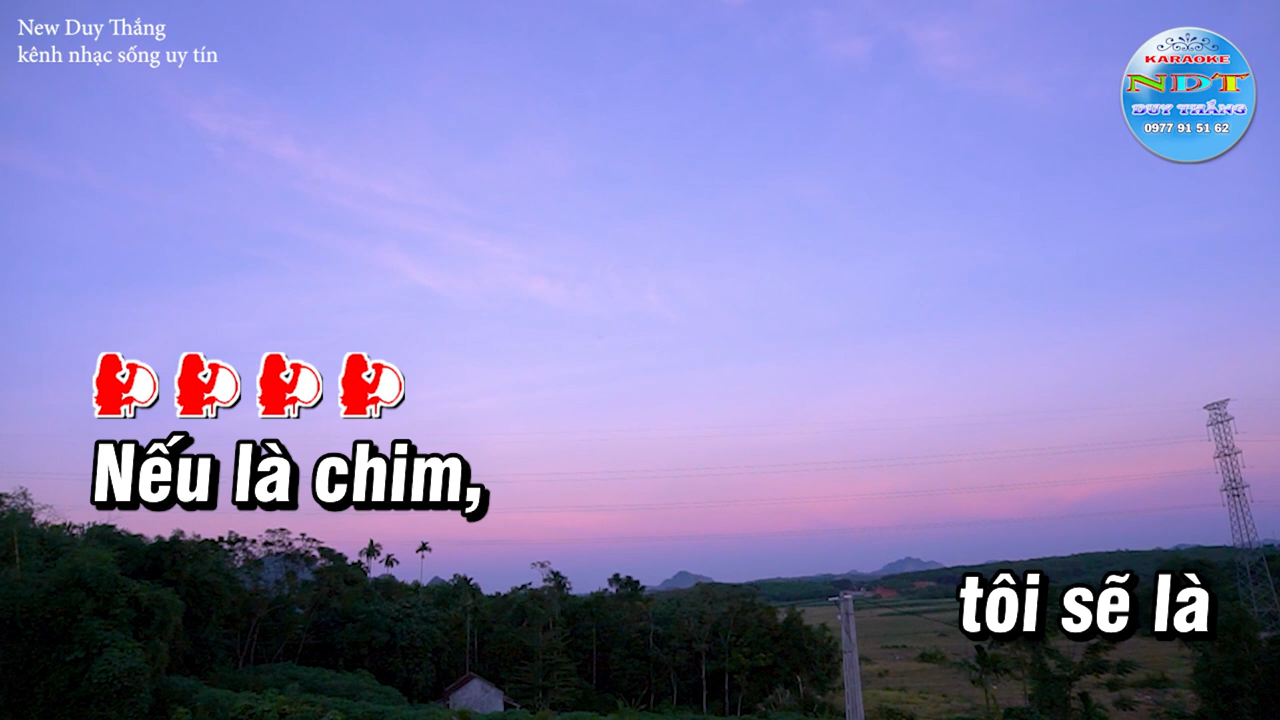 New Duy Thắng
kênh nhạc sống uy tín
KARAOKE
NDT
DUY THẮNG
0977 91 51 62
Nếu là chim,
tôi sẽ là